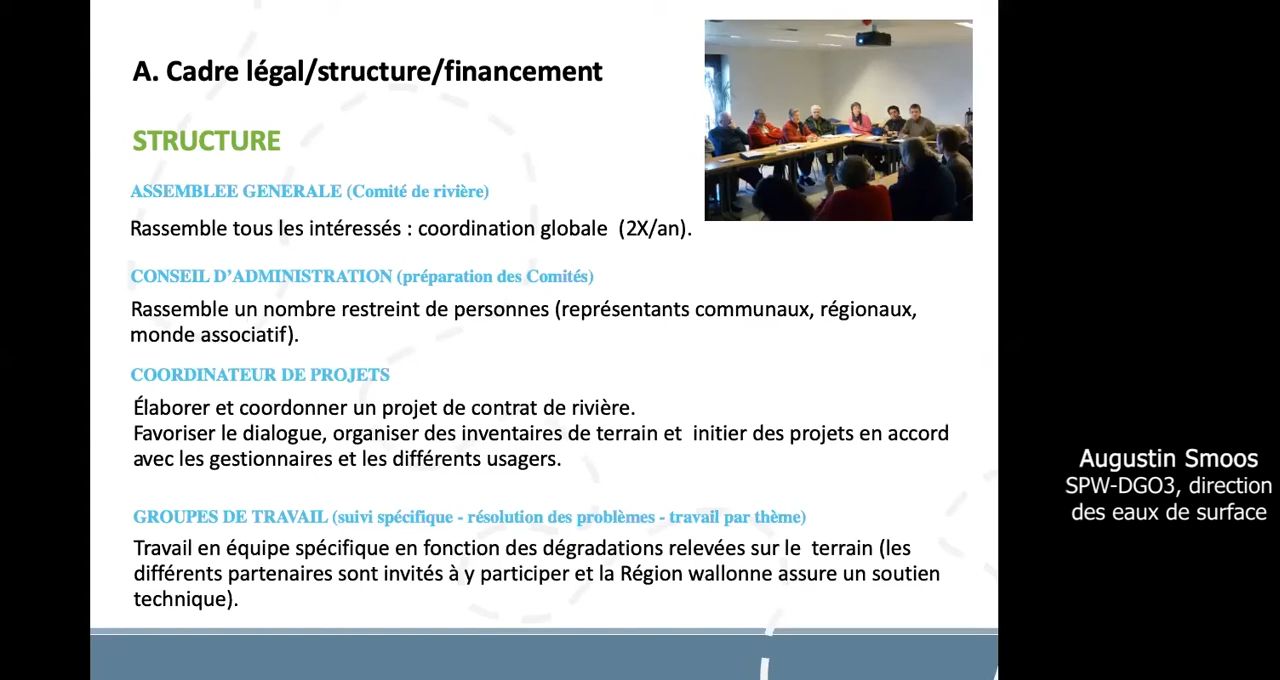 A. Cadre légal/structure/financement
STRUCTURE
ASSEMBLEE GENERALE (Comité de rivière)
Rassemble tous les intéressés : coordination globale (2X/an).
CONSEIL D’ADMINISTRATION (préparation des Comités)
Rassemble un nombre restreint de personnes (représentants communaux, régionaux,
monde associatif).
COORDINATEUR DE PROJETS
Élaborer et coordonner un projet de contrat de rivière.
Favoriser le dialogue, organiser des inventaires de terrain et initier des projets en accord
avec les gestionnaires et les différents usagers.
GROUPES DE TRAVAIL (suivi spécifique - résolution des problèmes - travail par thème)
Travail en équipe spécifique en fonction des dégradations relevées sur le terrain (les
différents partenaires sont invités à y participer et la Région wallonne assure un soutien
technique).
Augustin Smoos
SPW-DGO3, direction
des eaux de surface